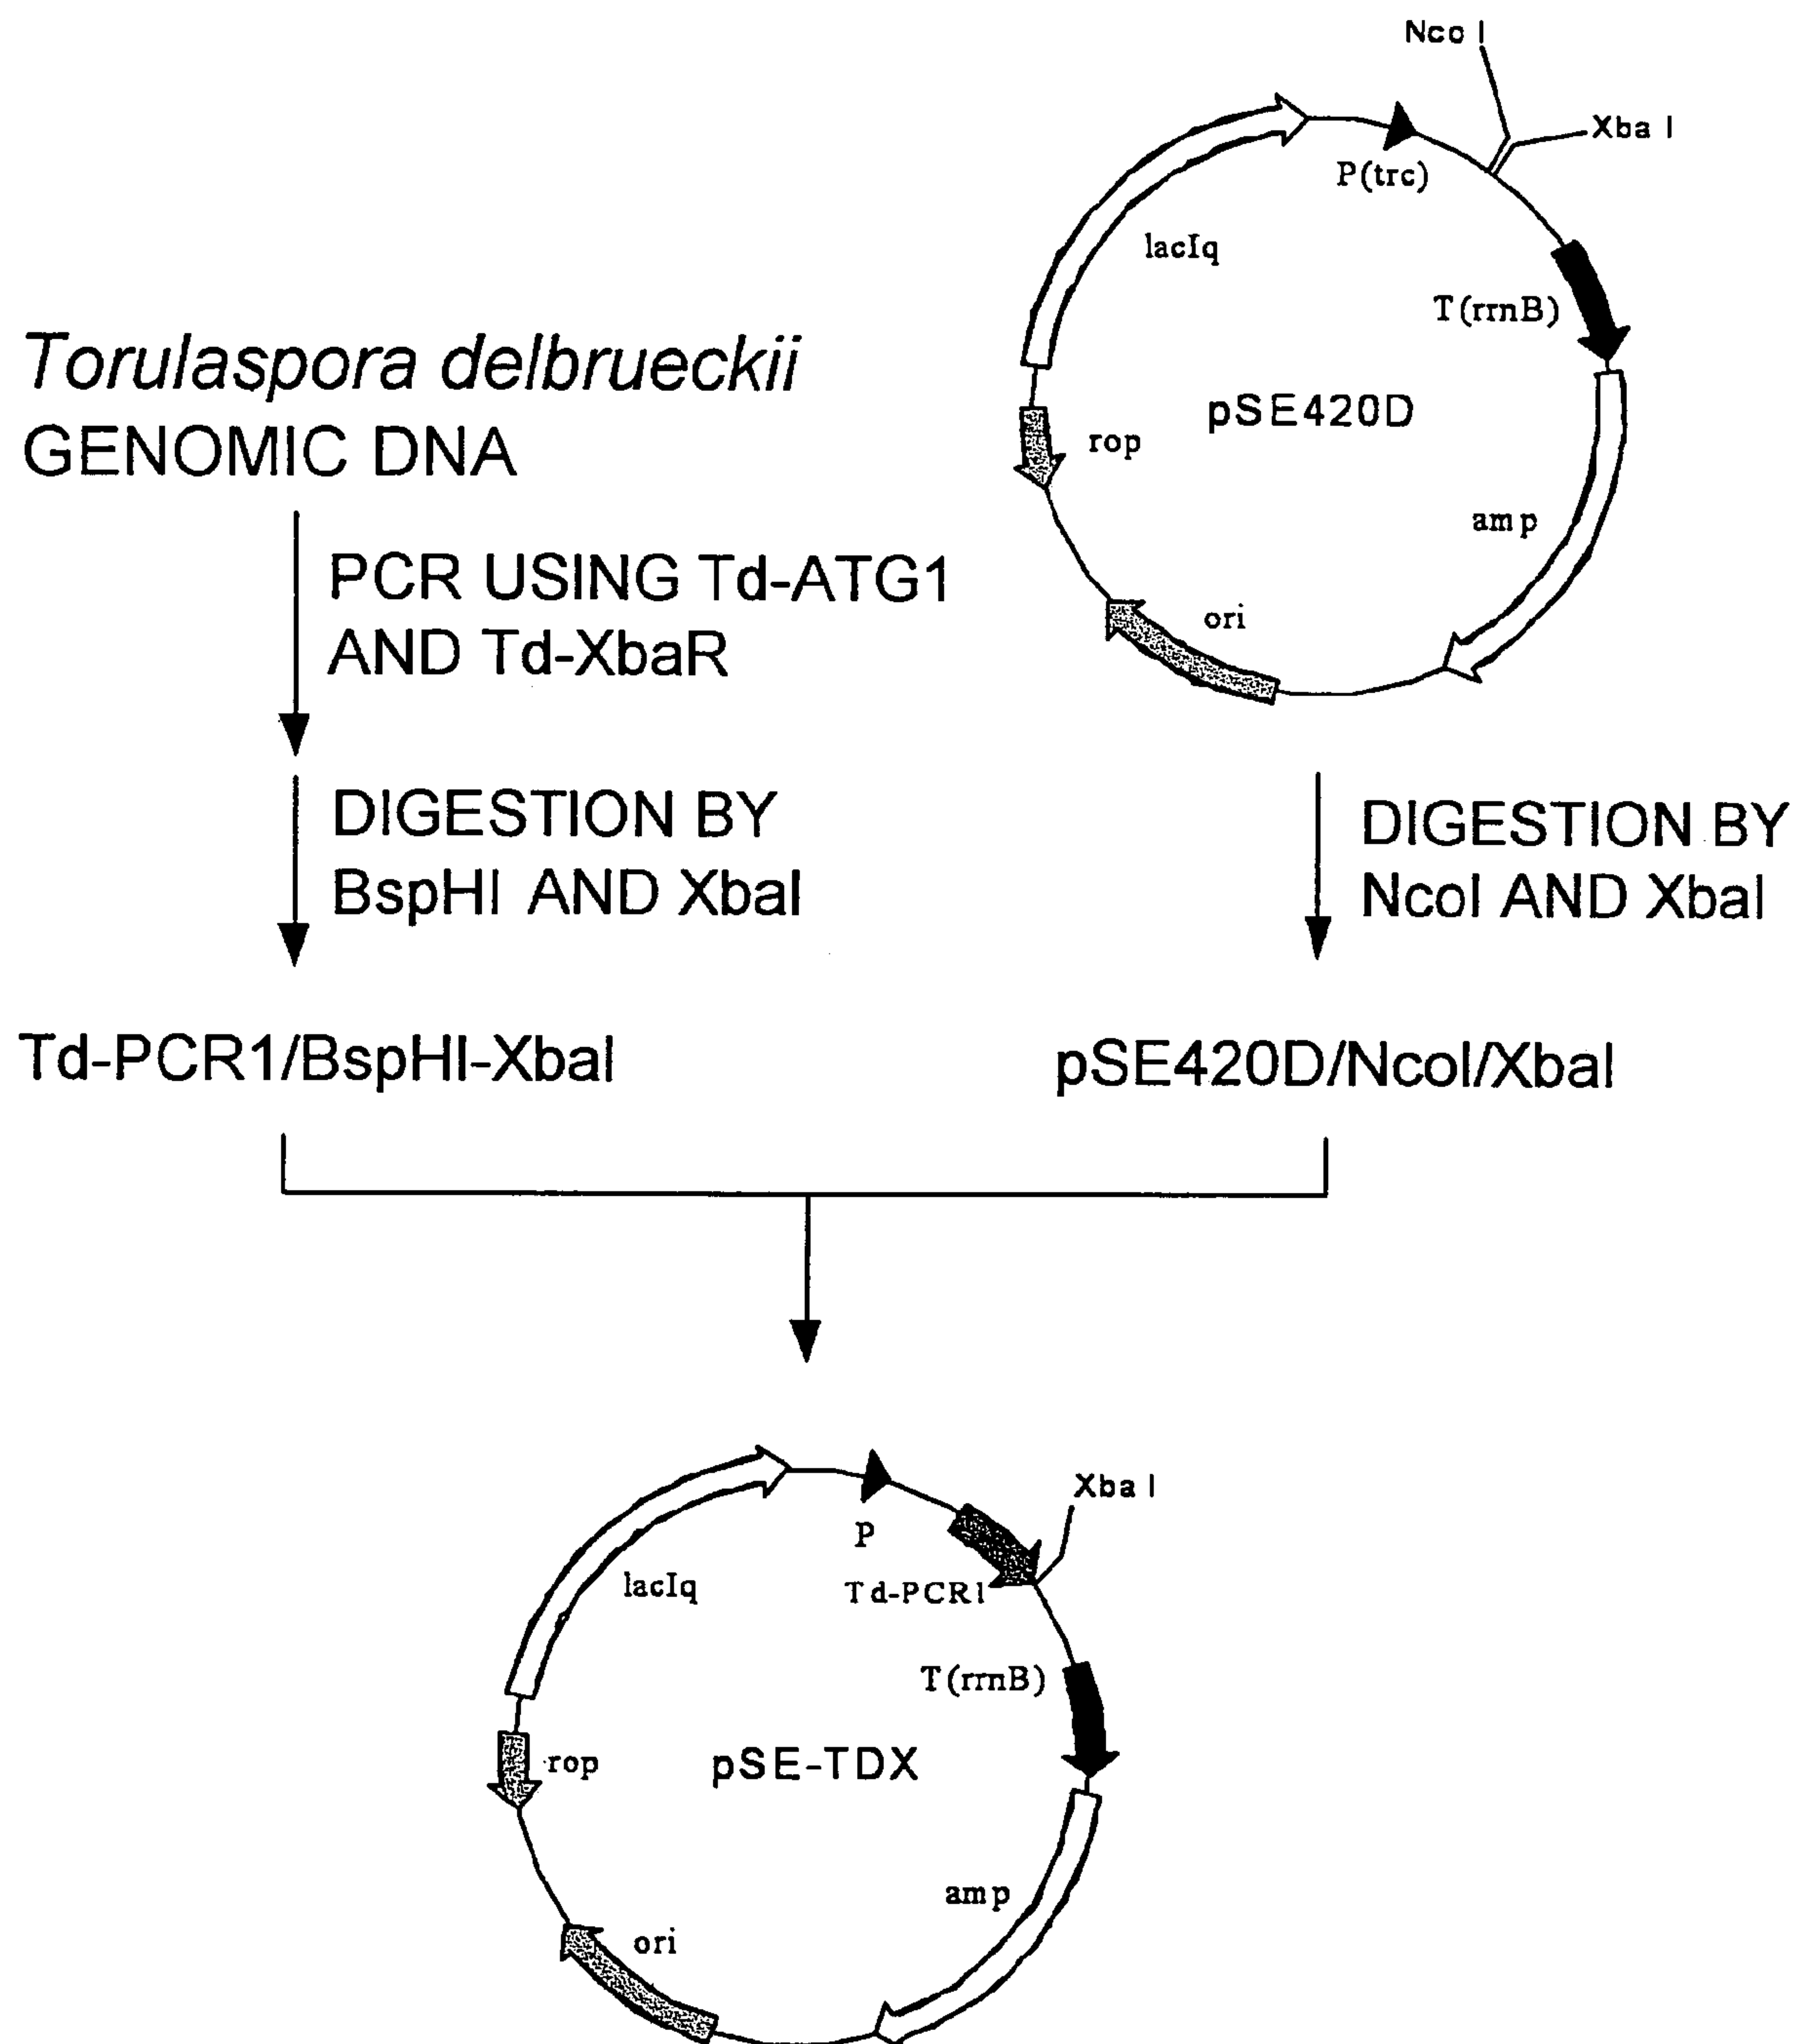 Nco I
Xba I
P(trc)
lacIq
T(rrnB)
Torulaspora delbrueckii
GENOMIC DNA
pSE420D
rop
amp
ori
PCR USING Td-ATG1
AND Td-XbaR
DIGESTION BY
BspHI AND XbaI
DIGESTION BY
NcoI AND XbaI
Td-PCR1/BspHI-XbaI
pSE420D/NcoI/XbaI
Xba I
P
lacIq
Td-PCR1
T(rrnB)
rop
pSE-TDX
amp
ori